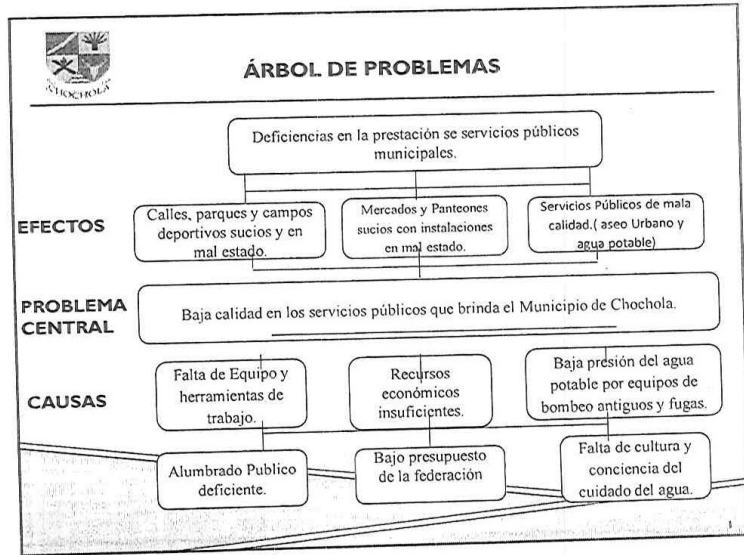 CHOCHOLÁ
ÁRBOL DE PROBLEMAS
Deficiencias en la prestación se servicios públicos
municipales.
EFECTOS
Calles, parques y campos
deportivos sucios y en
mal estado.
Mercados y Panteones
sucios con instalaciones
en mal estado.
Servicios Públicos de mala
calidad.( aseo Urbano y
agua potable)
PROBLEMA
CENTRAL
Baja calidad en los servicios públicos que brinda el Municipio de Chochola.
CAUSAS
Falta de Equipo y
herramientas de
trabajo.
Recursos
económicos
insuficientes.
Baja presión del agua
potable por equipos de
bombeo antiguos y fugas.
Alumbrado Publico
deficiente.
Bajo presupuesto
de la federación
Falta de cultura y
conciencia del
cuidado del agua.
1